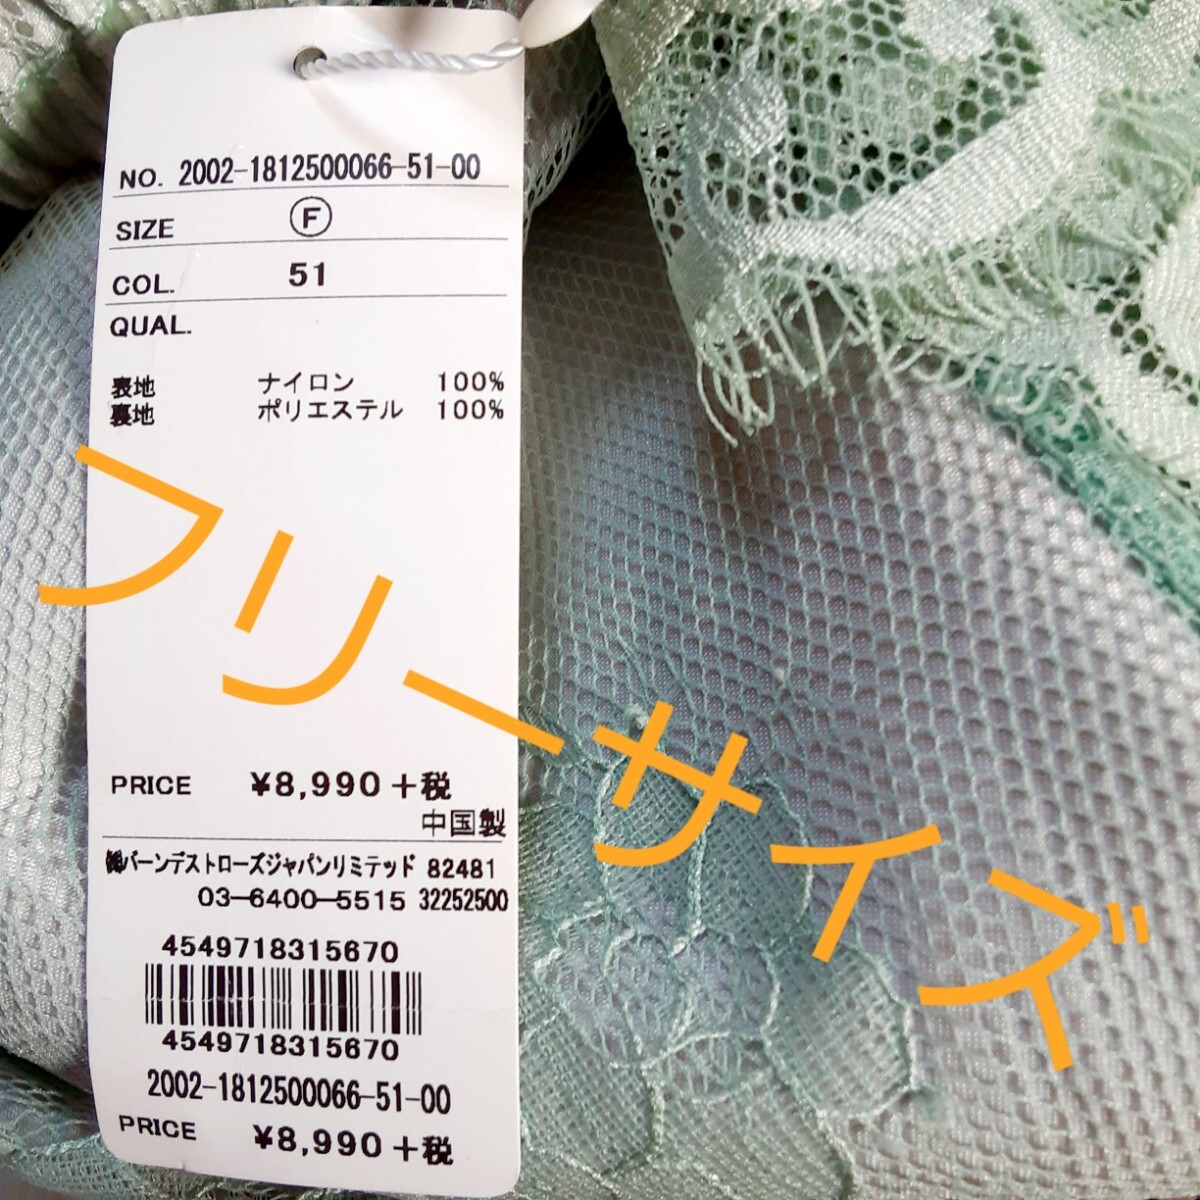 NO. 2002-1812500066-51-00
SIZE Ⓕ
COL. 51
QUAL.
表地 ナイロン 100%
裏地 ポリエステル 100%
フリーサイズ
PRICE ¥8,990+税
中国製
㈱バーンデストローズジャパンリミテッド 82481
03-6400-5515 32252500
4549718315670
4549718315670
2002-1812500066-51-00
PRICE ¥8,990+税